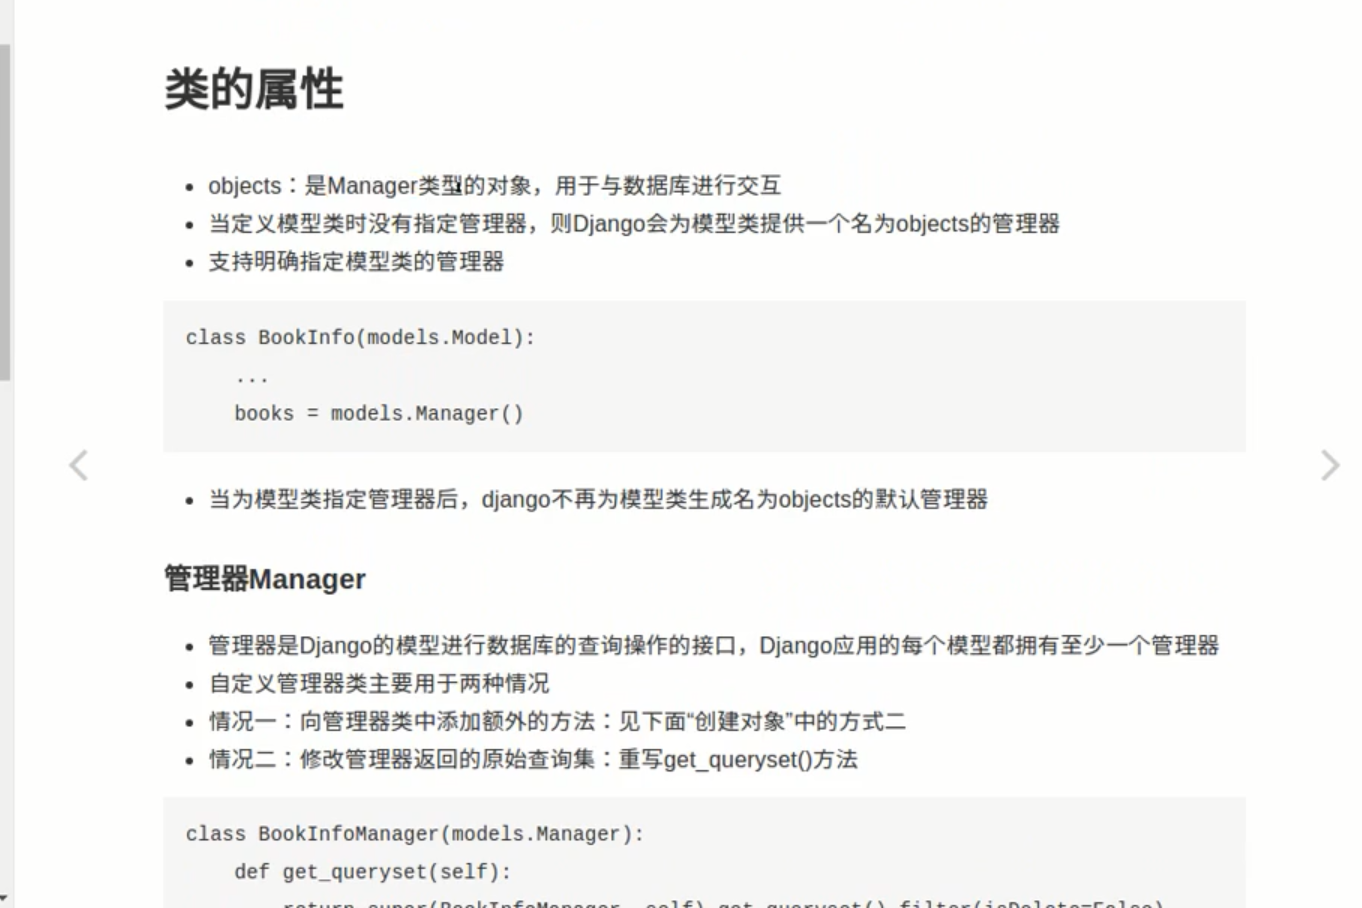 类的属性
objects：是Manager类型的对象，用于与数据库进行交互
当定义模型类时没有指定管理器，则Django会为模型类提供一个名为objects的管理器
支持明确指定模型类的管理器
class BookInfo(models.Model):
...
books = models.Manager()
当为模型类指定管理器后，django不再为模型类生成名为objects的默认管理器
管理器Manager
管理器是Django的模型进行数据库的查询操作的接口，Django应用的每个模型都拥有至少一个管理器
自定义管理器类主要用于两种情况
情况一：向管理器类中添加额外的方法：见下面“创建对象”中的方式二
情况二：修改管理器返回的原始查询集：重写get_queryset()方法
class BookInfoManager(models.Manager):
def get_queryset(self):
return super(BookInfoManager, self).get_queryset().filter(isDelete=False)